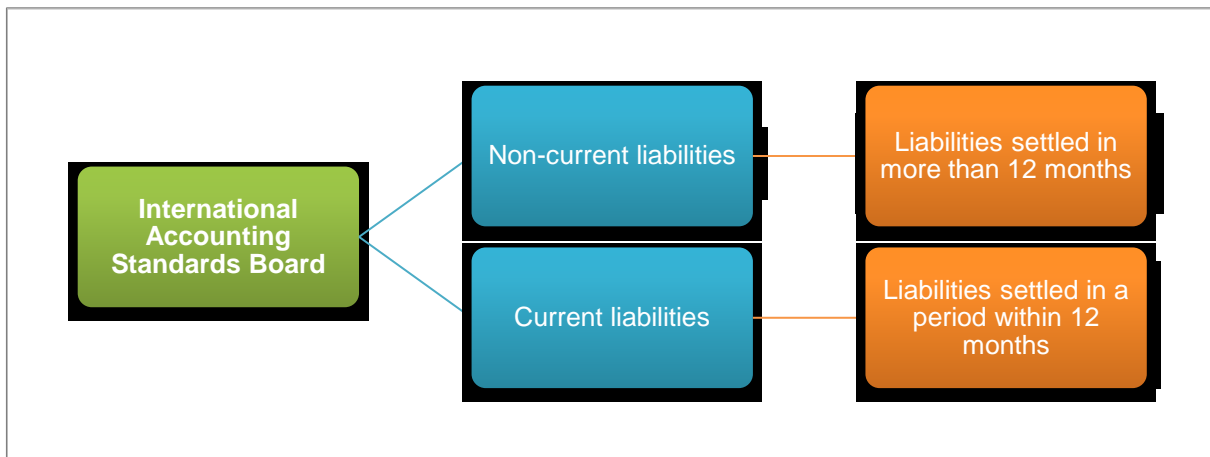 International
Accounting
Standards Board
Non-current liabilities
Liabilities settled in
more than 12 months
Current liabilities
Liabilities settled in a
period within 12
months